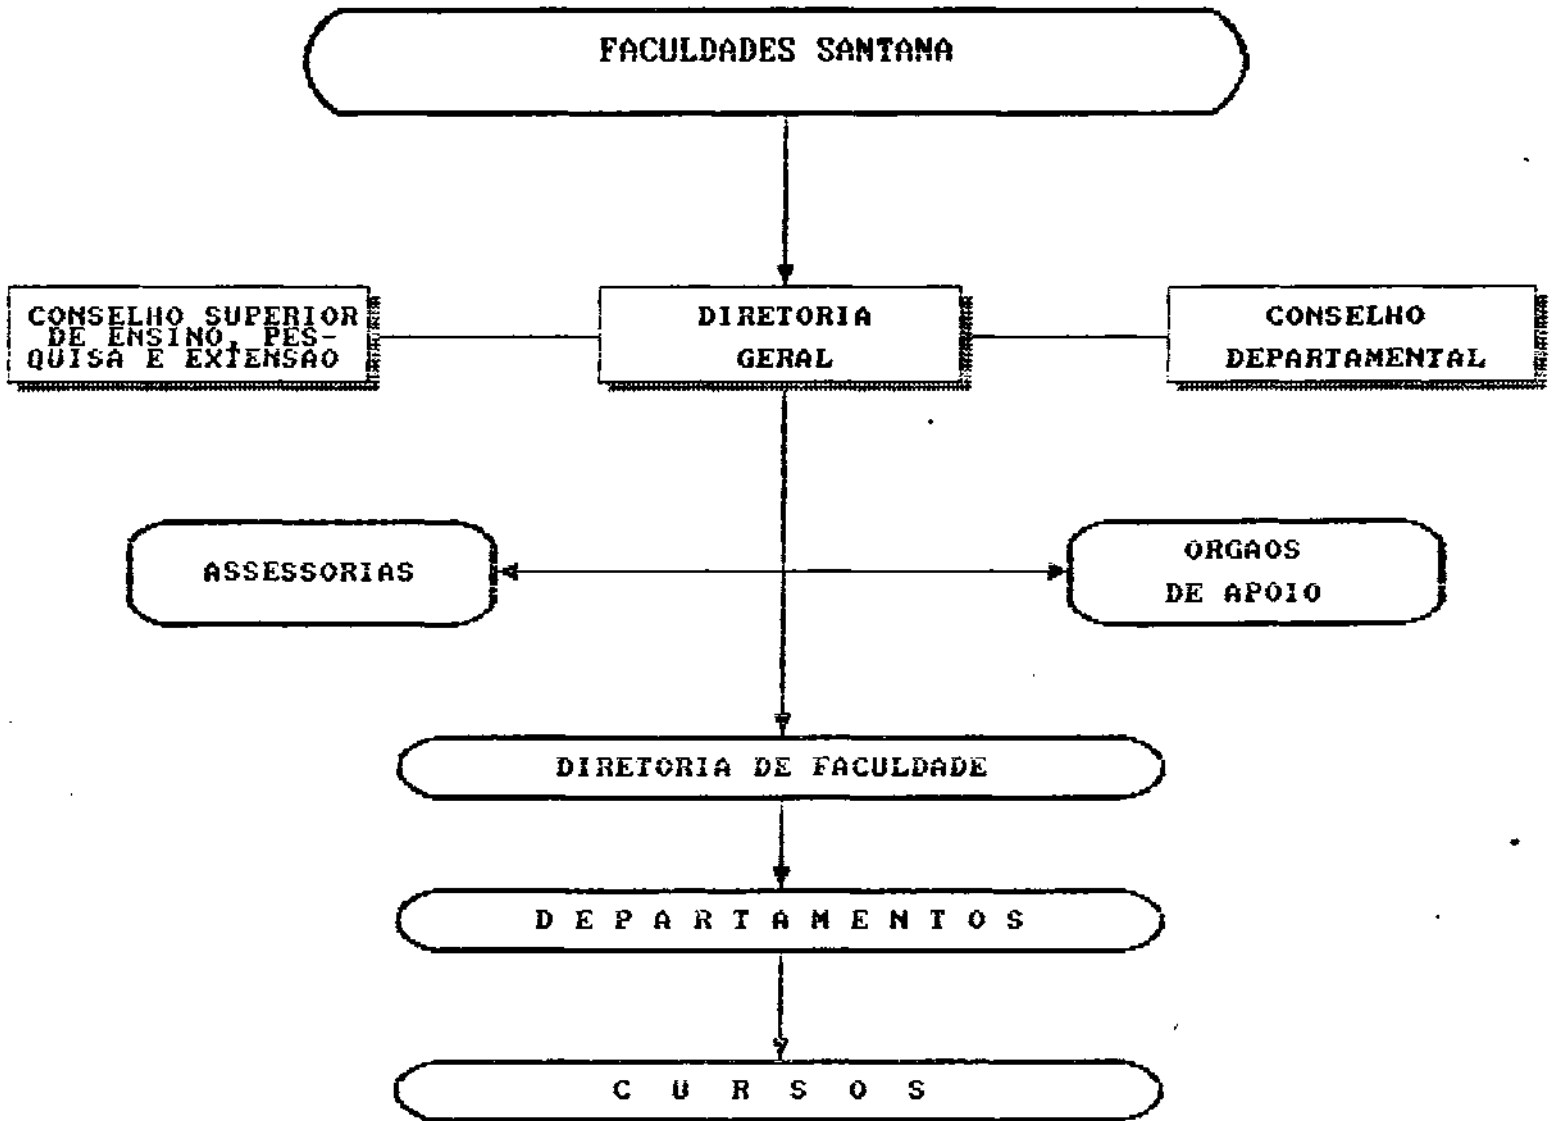 FACULDADES SANTANA
CONSELHO SUPERIOR
DE ENSINO, PES-
QUISA E EXTENSAO
DIRETORIA
GERAL
CONSELHO
DEPARTAMENTAL
ASSESSORIAS
ORGAOS
DE APOIO
DIRETORIA DE FACULDADE
D E P A R T A M E N T O S
C U R S O S